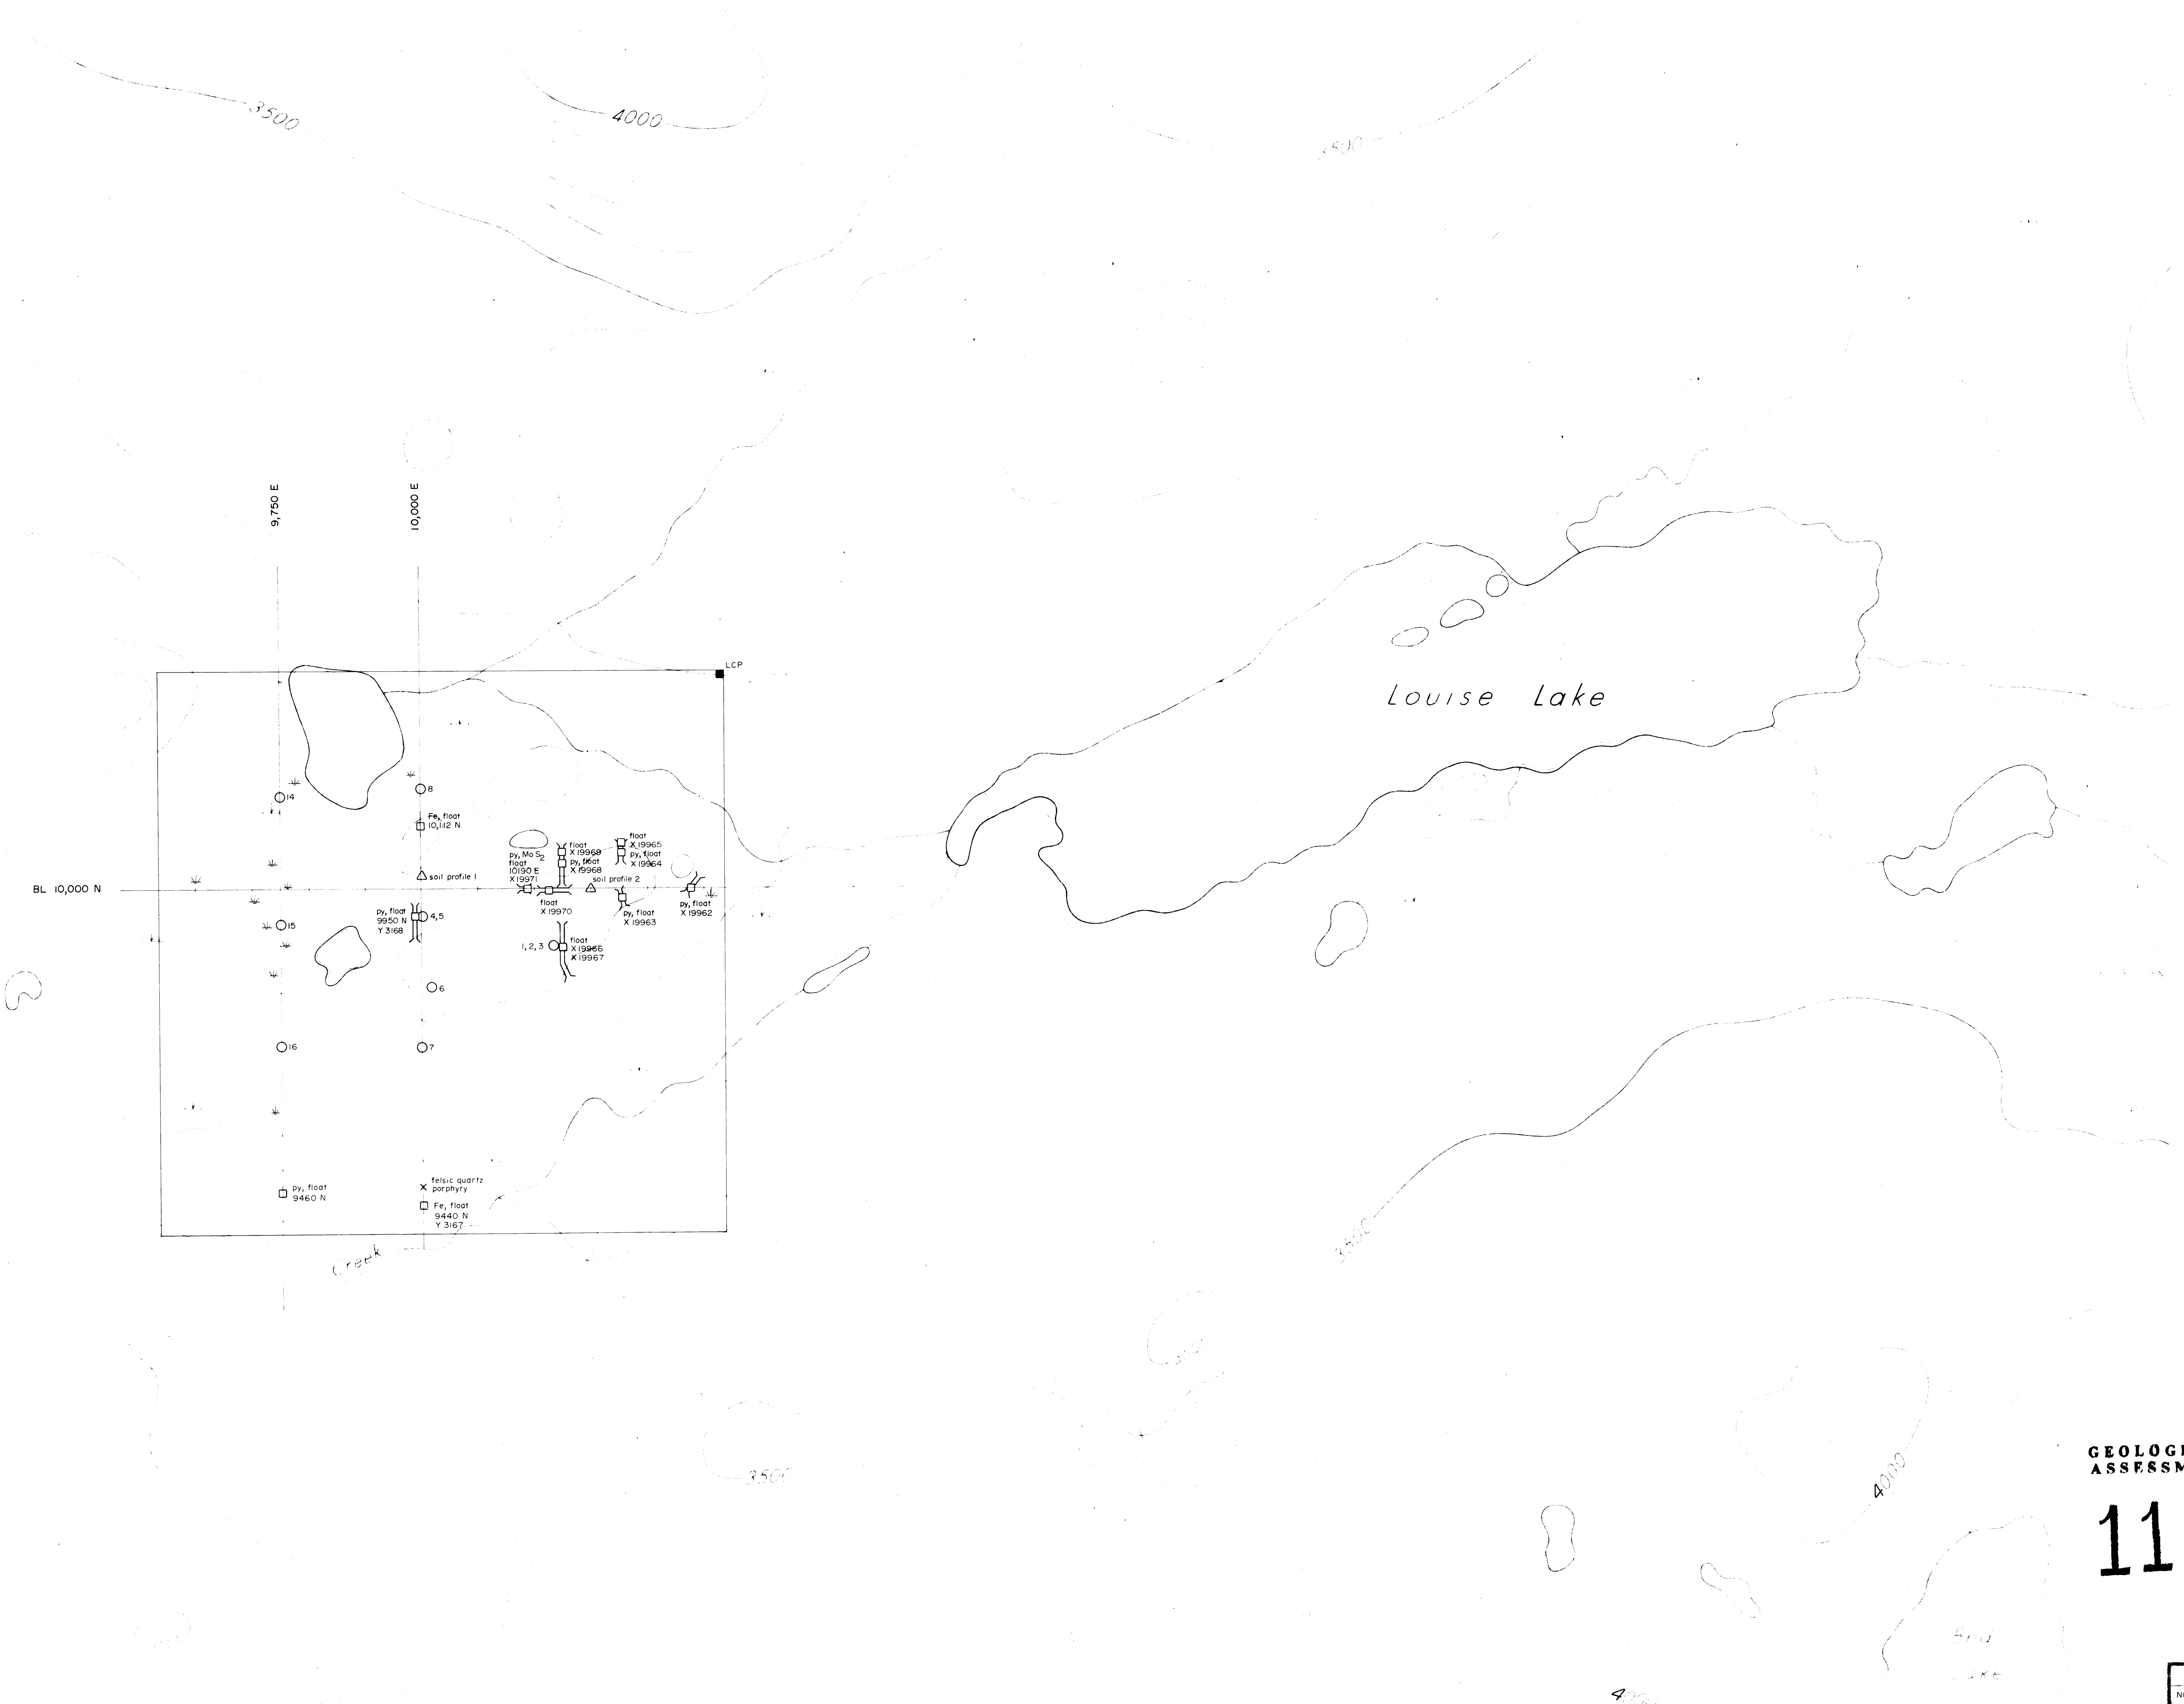 3500
4000
3500
9,750 E
10,000 E
LCP
Louise Lake
14
8
Fe, float
10,112 N
py, MoS2
float
10190 E
X 19971
float
X 19969
py, float
X 19968
float
X 19965
py, float
X 19964
soil profile 1
soil profile 2
BL 10,000 N
py, float
9950 N
Y 3168
4,5
float
X 19970
py, float
X 19963
py, float
X 19962
15
1, 2, 3
float
X 19966
X 19967
6
16
7
py, float
9460 N
felsic quartz
porphyry
Fe, float
9440 N
Y 3167
Creek
3500
3500
4000
GEOLOGI
ASSESSM
11
Lake
4000